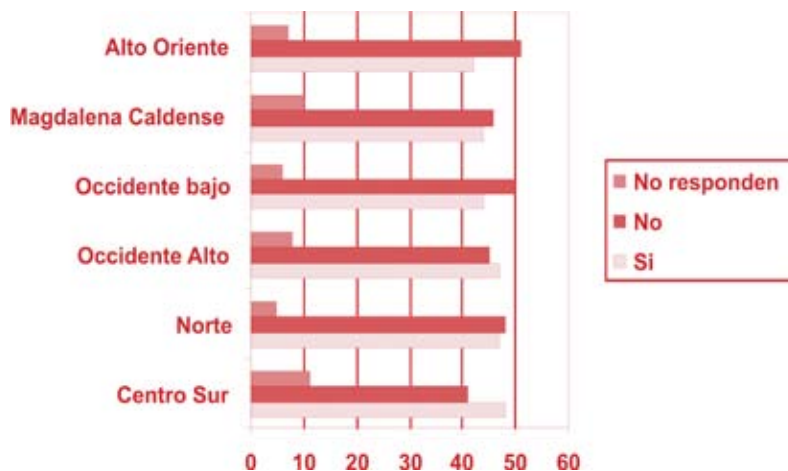 Alto Oriente
Magdalena Caldense
Occidente bajo
Occidente Alto
Norte
Centro Sur
0 10 20 30 40 50 60
No responden
No
Si